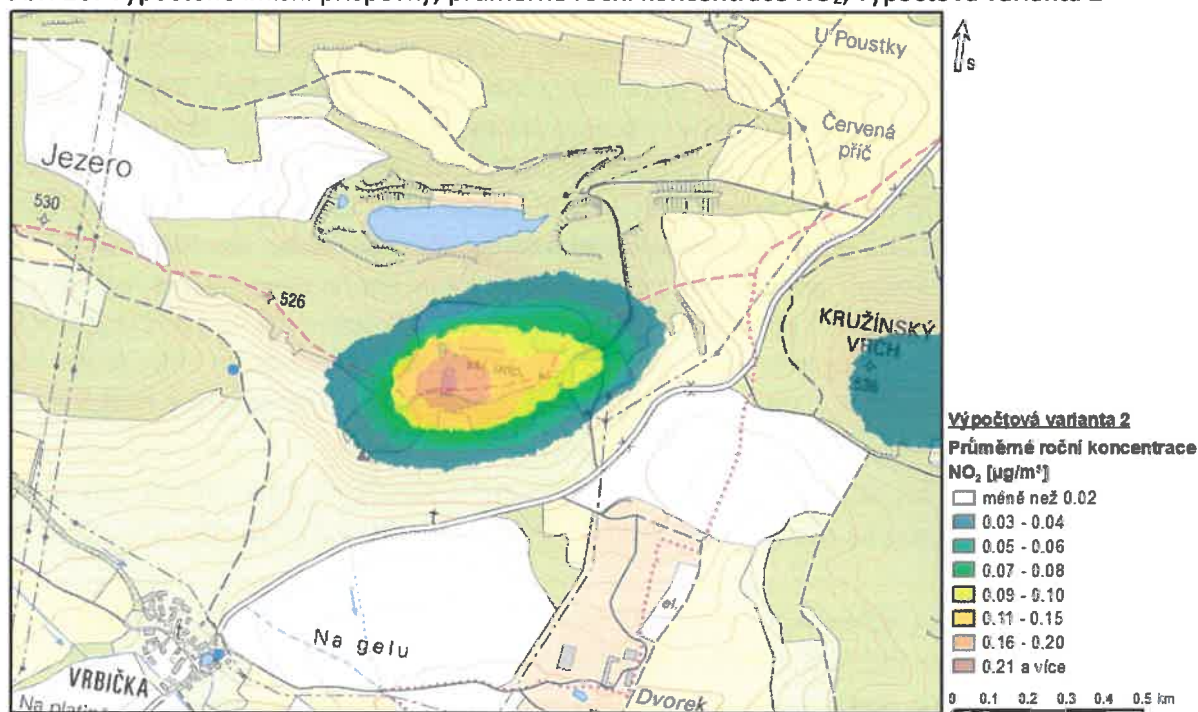 U Poustky
S
Červená
příč
Jezero
530
526
KRUŽÍNSKÝ
VRCH
Výpočtová varianta 2
Průměrné roční koncentrace
NO₂ [µg/m³]
méně než 0.02
0.03 - 0.04
0.05 - 0.06
0.07 - 0.08
0.09 - 0.10
0.11 - 0.15
0.16 - 0.20
0.21 a více
el.
Na gelu
VRBIČKA
Dvorek
0 0.1 0.2 0.3 0.4 0.5 km